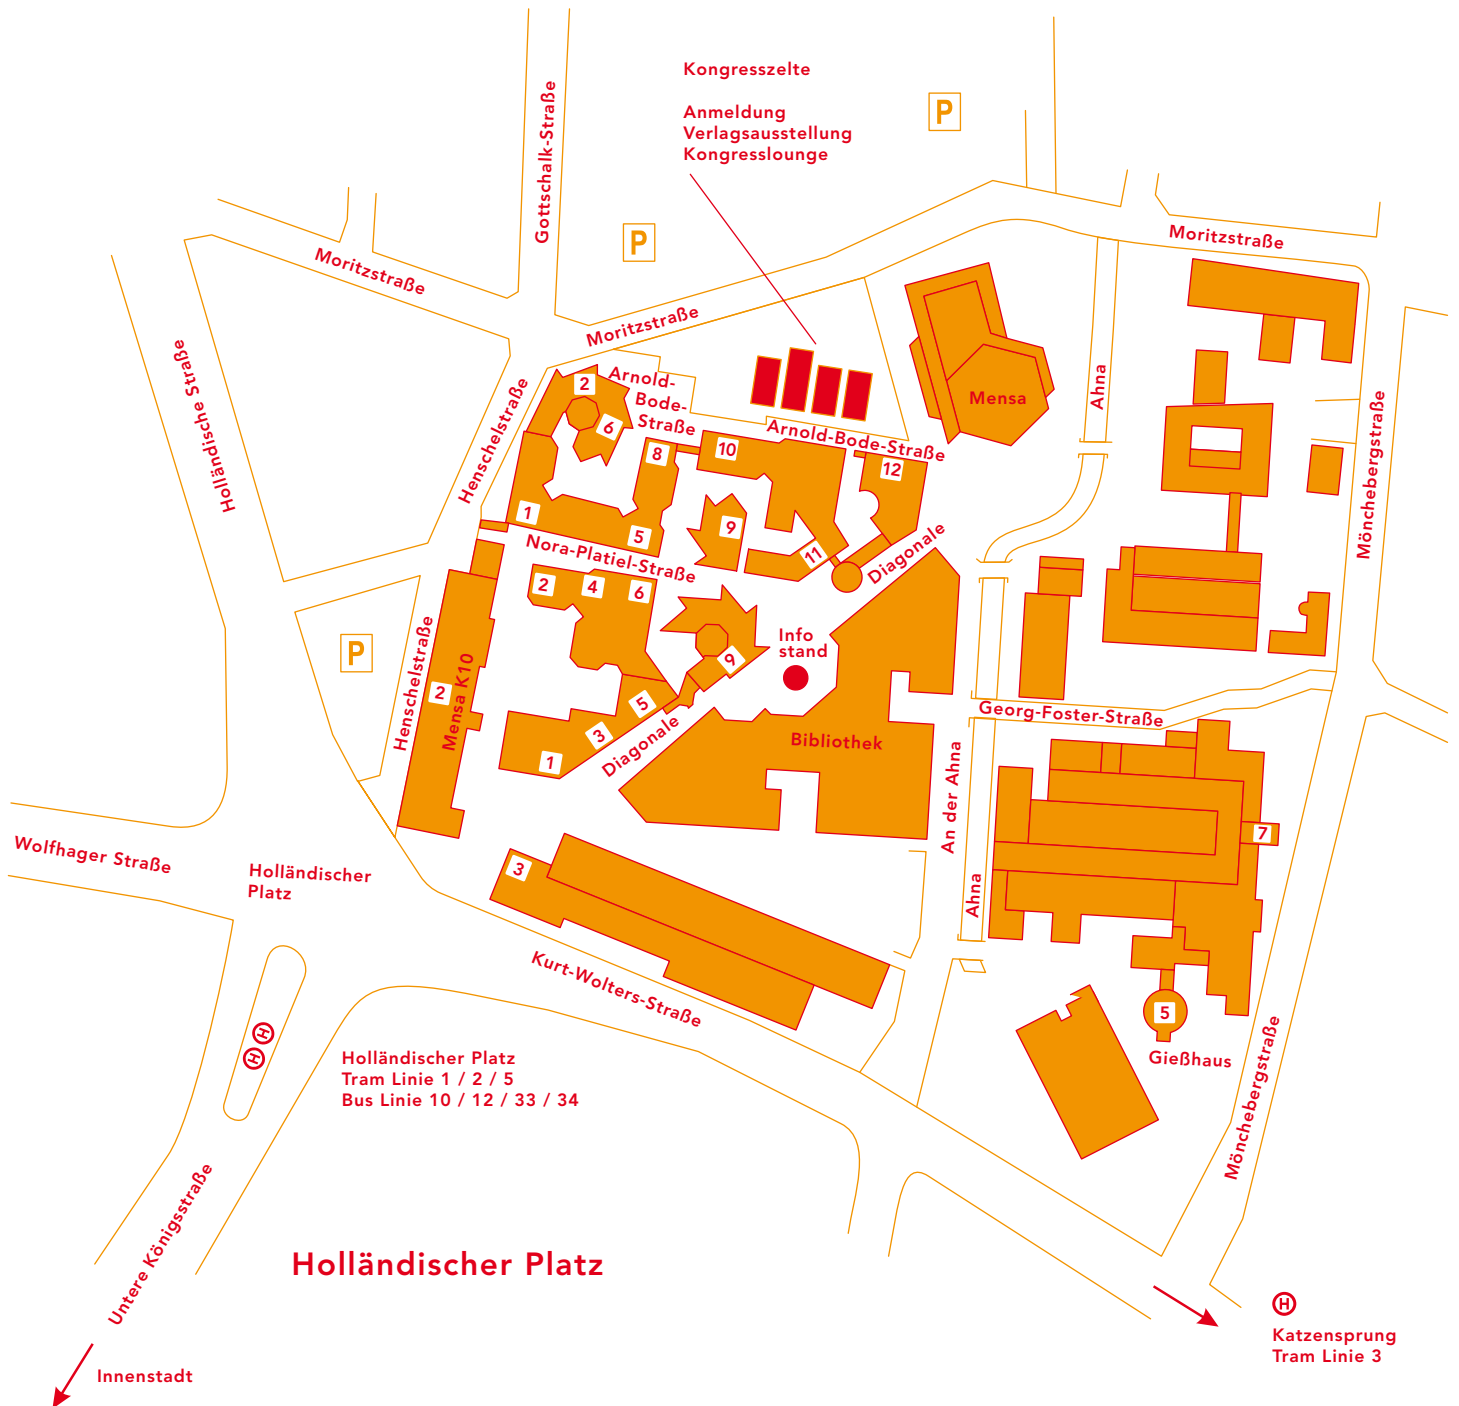 Kongresszelte
Anmeldung
Verlagsausstellung
Kongresslounge
P
P
Gottschalk-Straße
Moritzstraße
Moritzstraße
Moritzstraße
Holländische Straße
Henschelstraße
2
6
Arnold-
Bode-
Straße
8
10
Arnold-Bode-Straße
12
Mensa
Ahna
Mönchebergstraße
1
5
9
11
Nora-Platiel-Straße
Diagonale
2
4
6
9
Info
stand
P
Henschelstraße
2
Mensa K10
5
3
1
Diagonale
Bibliothek
Georg-Foster-Straße
An der Ahna
Ahna
7
Wolfhager Straße
Holländischer
Platz
3
Kurt-Wolters-Straße
5
Gießhaus
Mönchebergstraße
H
H
Holländischer Platz
Tram Linie 1 / 2 / 5
Bus Linie 10 / 12 / 33 / 34
Untere Königsstraße
Holländischer Platz
Innenstadt
H
Katzensprung
Tram Linie 3